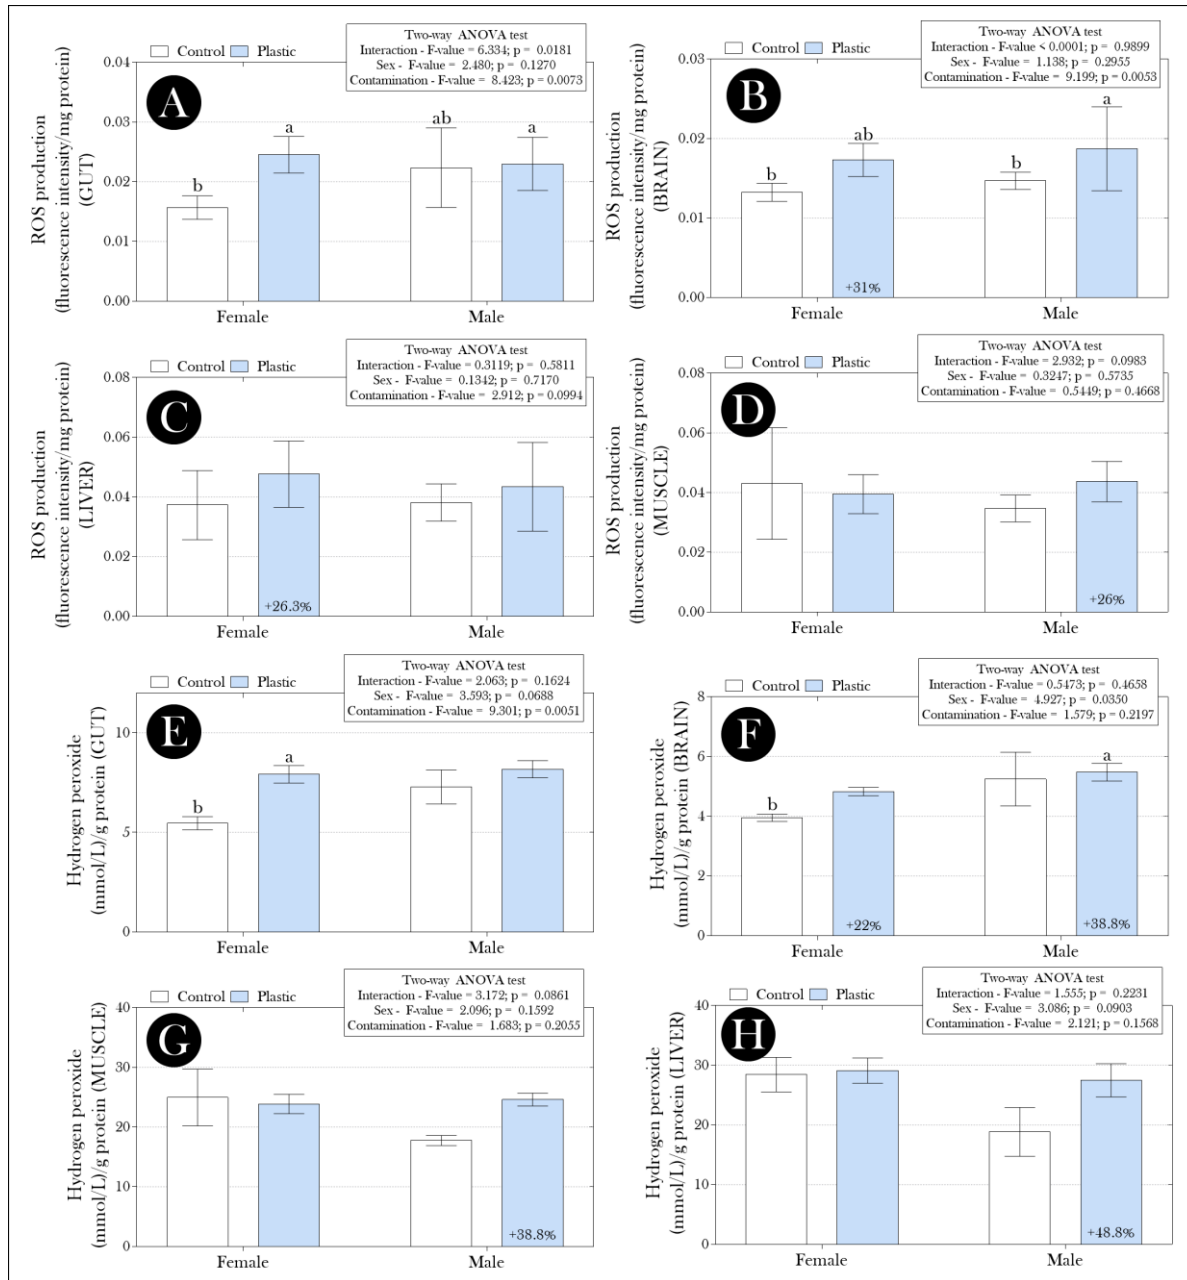 Control Plastic
Two-way ANOVA test
Interaction - F-value = 6.334; p = 0.0181
Sex - F-value = 2.480; p = 0.1270
Contamination - F-value = 8.423; p = 0.0073
A
ROS production
(fluorescence intensity/mg protein)
(GUT)
0.04
0.03
0.02
0.01
0.00
b
a
ab
a
Female
Male
Control Plastic
Two-way ANOVA test
Interaction - F-value < 0.0001; p = 0.9899
Sex - F-value = 1.138; p = 0.2955
Contamination - F-value = 9.199; p = 0.0053
B
ROS production
(fluorescence intensity/mg protein)
(BRAIN)
0.03
0.02
0.01
0.00
b
ab
b
a
+31%
Female
Male
Control Plastic
Two-way ANOVA test
Interaction - F-value = 0.3119; p = 0.5811
Sex - F-value = 0.1342; p = 0.7170
Contamination - F-value = 2.912; p = 0.0994
C
ROS production
(fluorescence intensity/mg protein)
(LIVER)
0.08
0.06
0.04
0.02
0.00
+26.3%
Female
Male
Control Plastic
Two-way ANOVA test
Interaction - F-value = 2.932; p = 0.0983
Sex - F-value = 0.3247; p = 0.5735
Contamination - F-value = 0.5449; p = 0.4668
D
ROS production
(fluorescence intensity/mg protein)
(MUSCLE)
0.08
0.06
0.04
0.02
0.00
+26%
Female
Male
Control Plastic
Two-way ANOVA test
Interaction - F-value = 2.063; p = 0.1624
Sex - F-value = 3.593; p = 0.0688
Contamination - F-value = 9.301; p = 0.0051
E
Hydrogen peroxide
(mmol/L)/g protein (GUT)
10
5
0
b
a
Female
Male
Control Plastic
Two-way ANOVA test
Interaction - F-value = 0.5473; p = 0.4658
Sex - F-value = 4.927; p = 0.0350
Contamination - F-value = 1.579; p = 0.2197
F
Hydrogen peroxide
(mmol/L)/g protein (BRAIN)
8
6
4
2
0
b
a
+22%
+38.8%
Female
Male
Control Plastic
Two-way ANOVA test
Interaction - F-value = 3.172; p = 0.0861
Sex - F-value = 2.096; p = 0.1592
Contamination - F-value = 1.683; p = 0.2055
G
Hydrogen peroxide
(mmol/L)/g protein (MUSCLE)
40
30
20
10
0
+38.8%
Female
Male
Control Plastic
Two-way ANOVA test
Interaction - F-value = 1.555; p = 0.2231
Sex - F-value = 3.086; p = 0.0903
Contamination - F-value = 2.121; p = 0.1568
H
Hydrogen peroxide
(mmol/L)/g protein (LIVER)
40
30
20
10
0
+48.8%
Female
Male